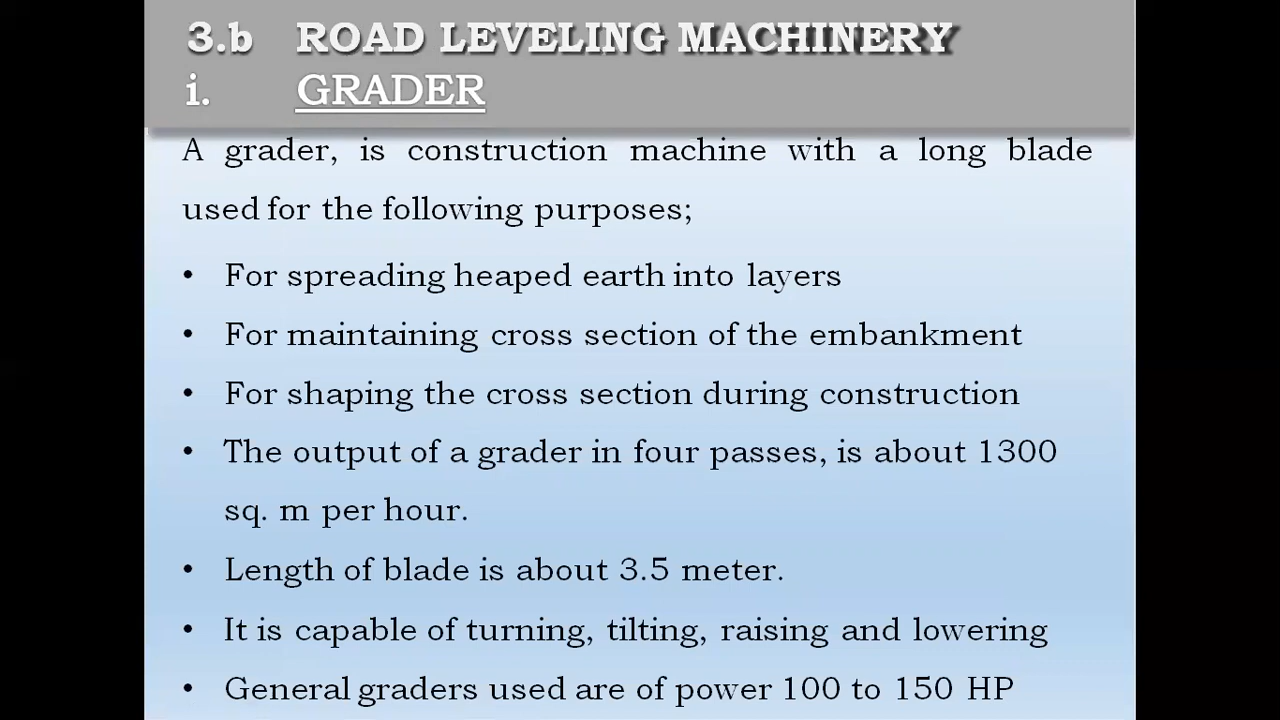 3.b ROAD LEVELING MACHINERY
i. GRADER
A grader, is construction machine with a long blade
used for the following purposes;
• For spreading heaped earth into layers
• For maintaining cross section of the embankment
• For shaping the cross section during construction
• The output of a grader in four passes, is about 1300
sq. m per hour.
• Length of blade is about 3.5 meter.
• It is capable of turning, tilting, raising and lowering
• General graders used are of power 100 to 150 HP